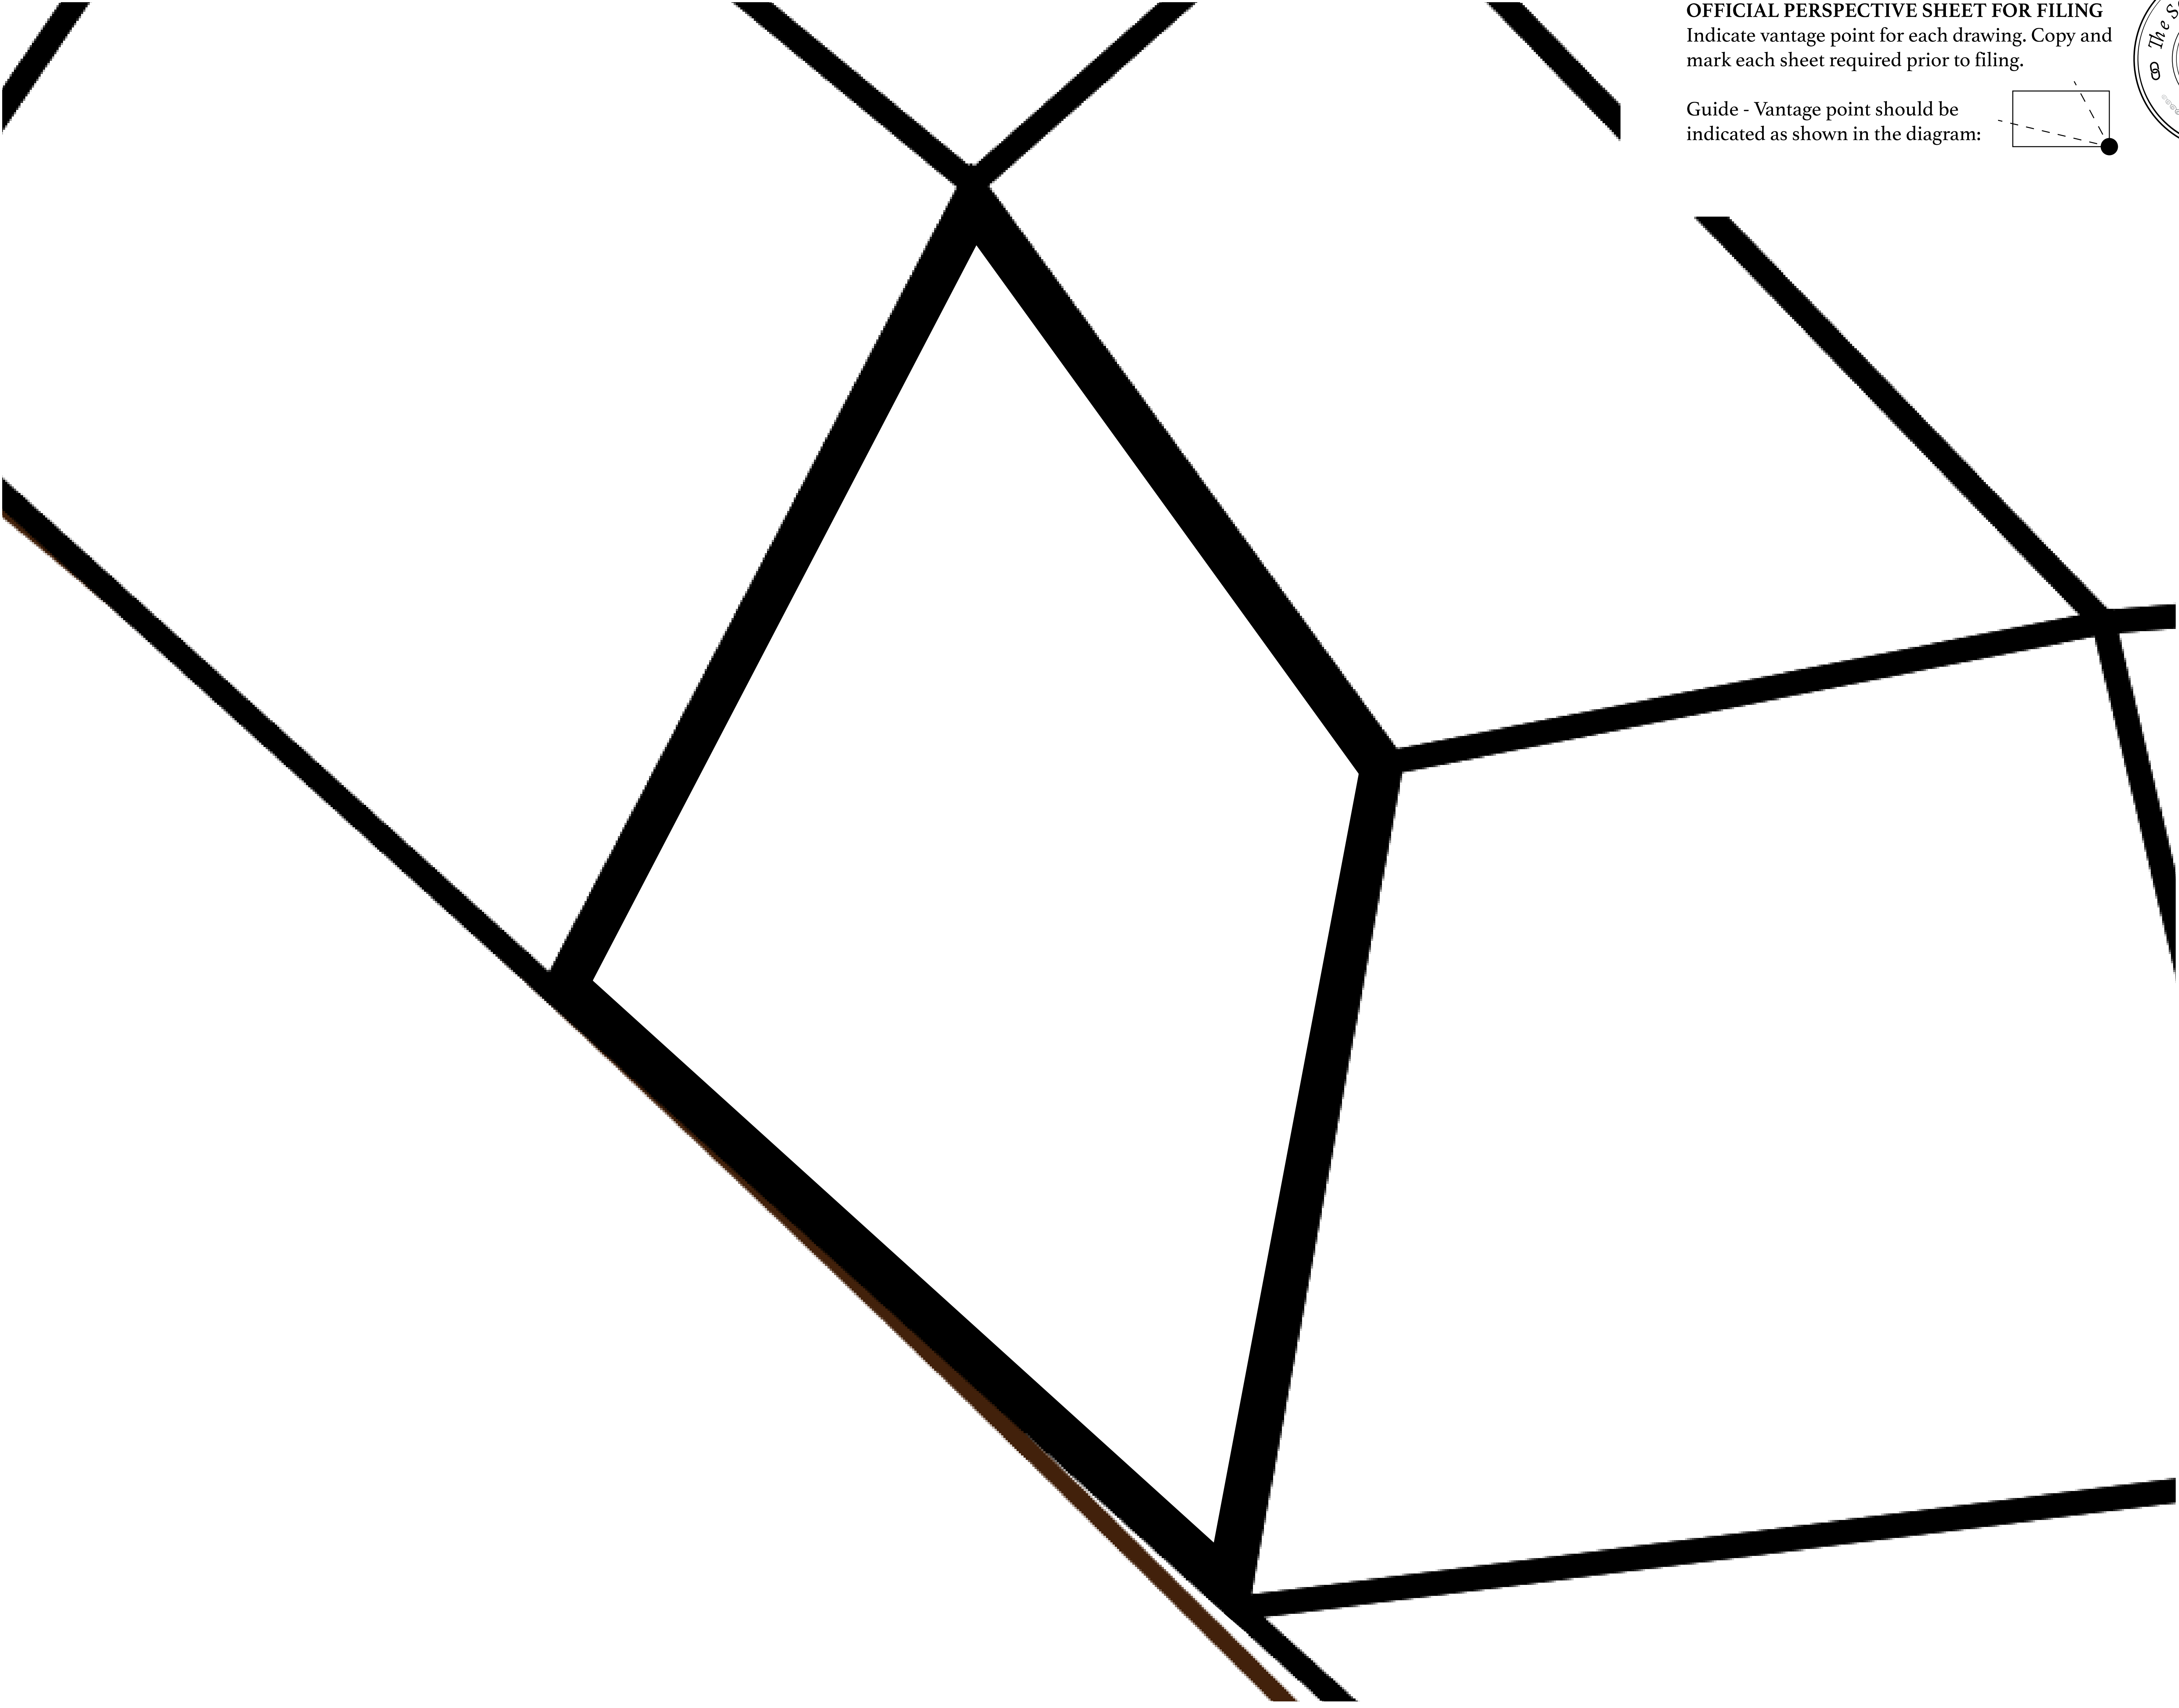 OFFICIAL PERSPECTIVE SHEET FOR FILING
Indicate vantage point for each drawing. Copy and
mark each sheet required prior to filing.
Guide - Vantage point should be
indicated as shown in the diagram:
The S